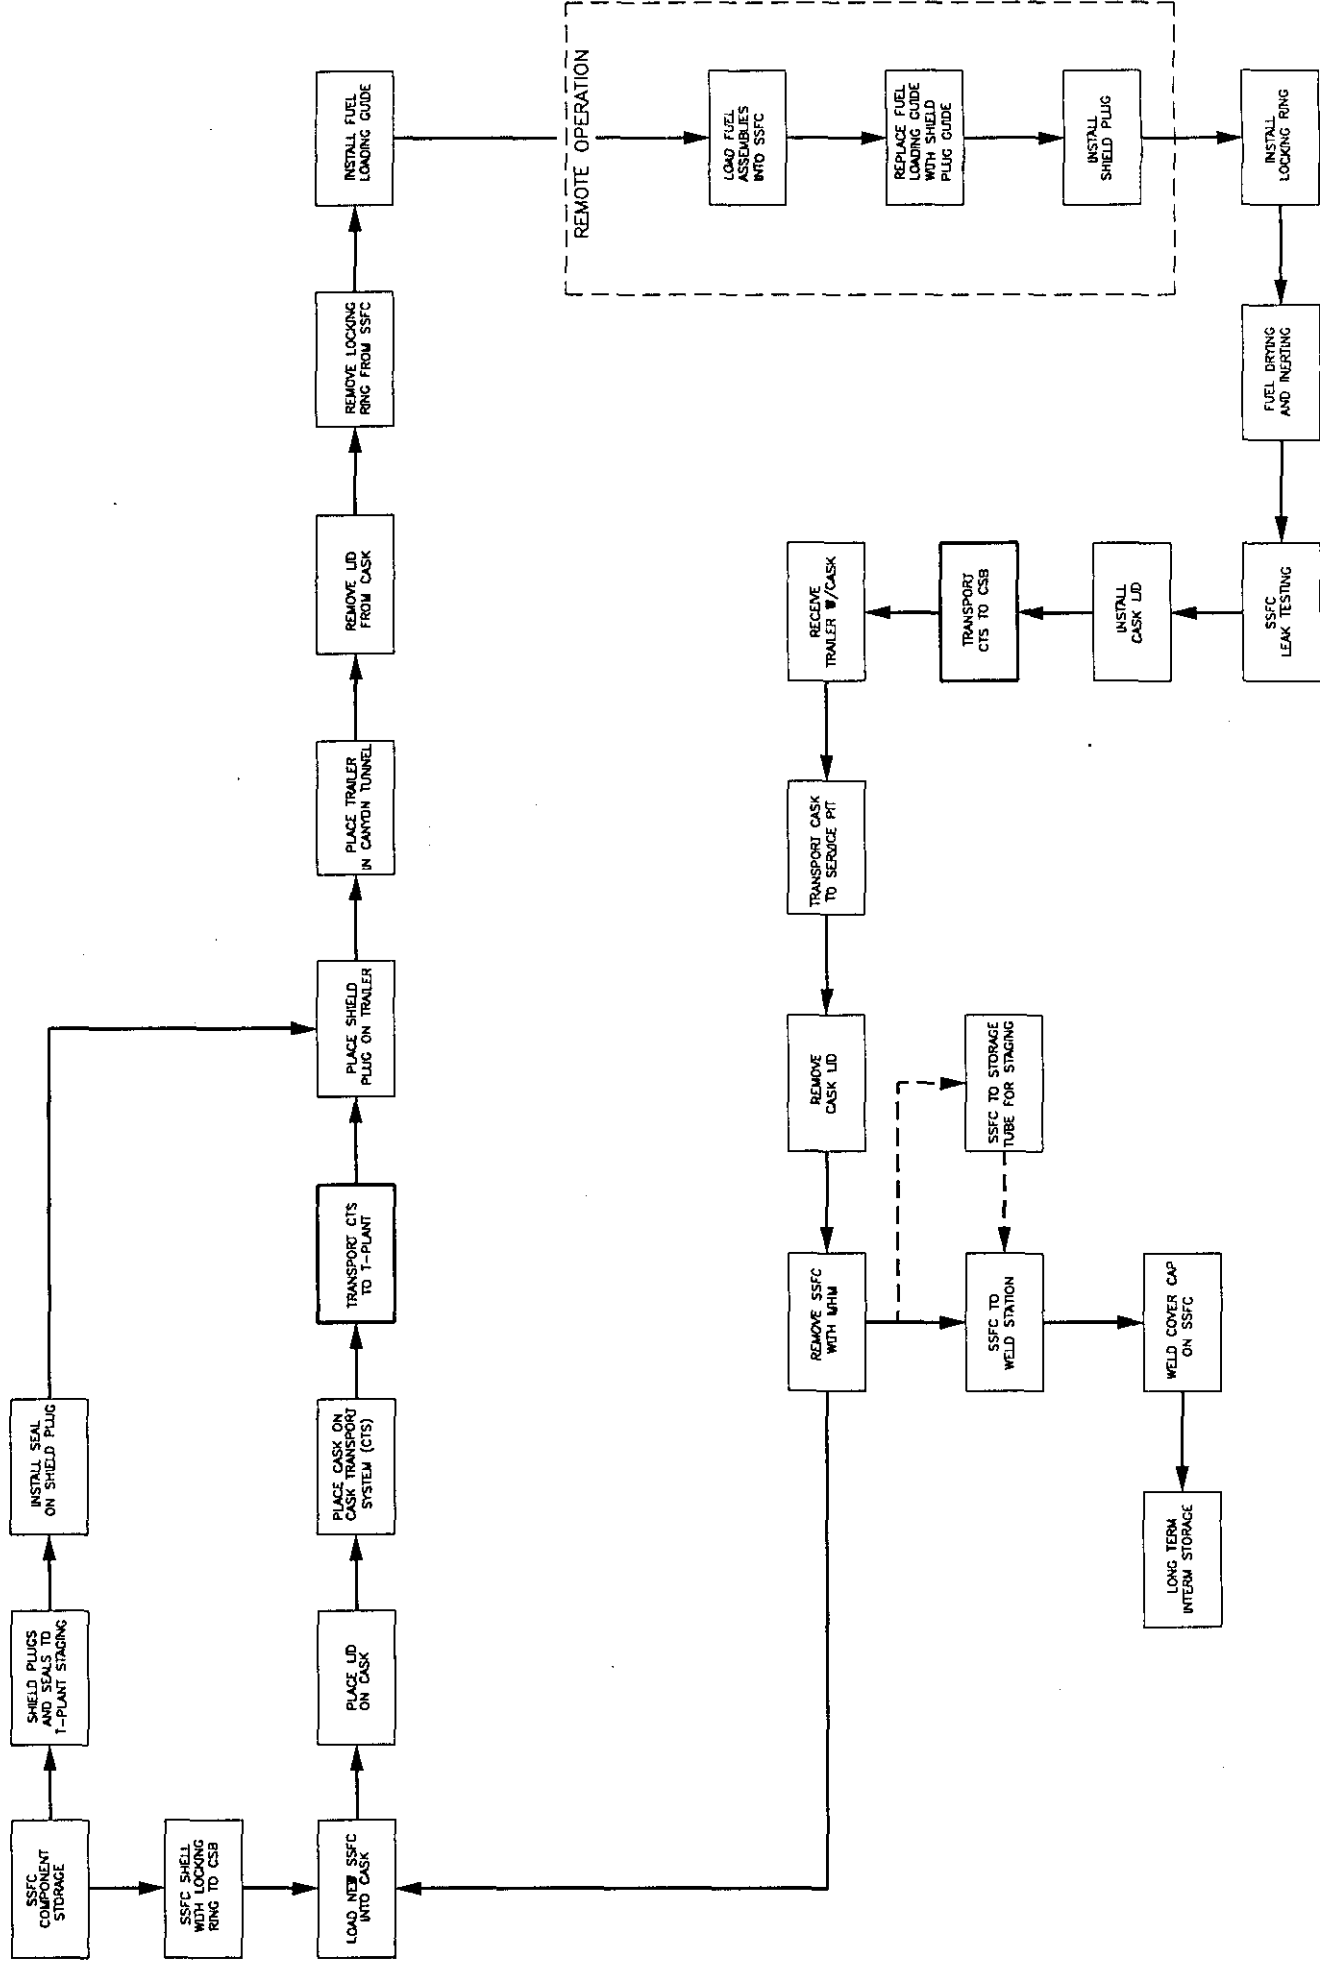 SSFC
COMPONENT
STORAGE
SHIELD PLUGS
AND SEALS TO
T-PLANT STAGING
INSTALL SEAL
ON SHIELD PLUG
SSFC SHELL
WITH LOCKING
RING TO CSB
LOAD NEW SSFC
INTO CASK
PLACE LID
ON CASK
PLACE CASK ON
CASK TRANSPORT
SYSTEM (CTS)
TRANSPORT CTS
TO T-PLANT
PLACE SHIELD
PLUG ON TRAILER
PLACE TRAILER
IN CANYON TUNNEL
REMOVE LID
FROM CASK
REMOVE LOCKING
RING FROM SSFC
INSTALL FUEL
LOADING GUIDE
REMOTE OPERATION
LOAD FUEL
ASSEMBLIES
INTO SSFC
REPLACE FUEL
LOADING GUIDE
WITH SHIELD
PLUG GUIDE
INSTALL
SHIELD PLUG
INSTALL
LOCKING RING
FUEL DRYING
AND INERTING
SSFC
LEAK TESTING
INSTALL
CASK LID
TRANSPORT
CTS TO CSB
RECEIVE
TRAILER W/CASK
TRANSPORT CASK
TO SERVICE PIT
REMOVE
CASK LID
REMOVE SSFC
WITH MHM
SSFC TO STORAGE
TUBE FOR STAGING
SSFC TO
WELD STATION
WELD COVER CAP
ON SSFC
LONG TERM
INTERM STORAGE